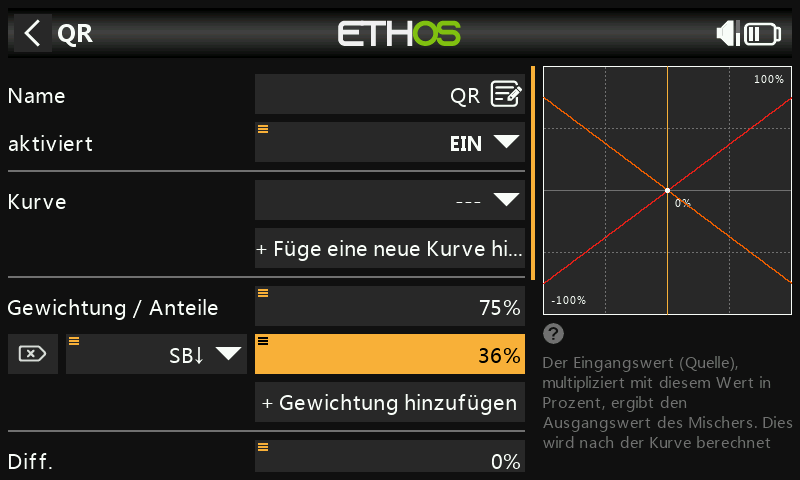 QR
ETHOS
Name
QR
aktiviert
EIN
Kurve
---
+ Füge eine neue Kurve hi...
Gewichtung / Anteile
75%
SB↓
36%
+ Gewichtung hinzufügen
Diff.
0%
100%
0%
-100%
?
Der Eingangswert (Quelle),
multipliziert mit diesem Wert in
Prozent, ergibt den
Ausgangswert des Mischers. Dies
wird nach der Kurve berechnet